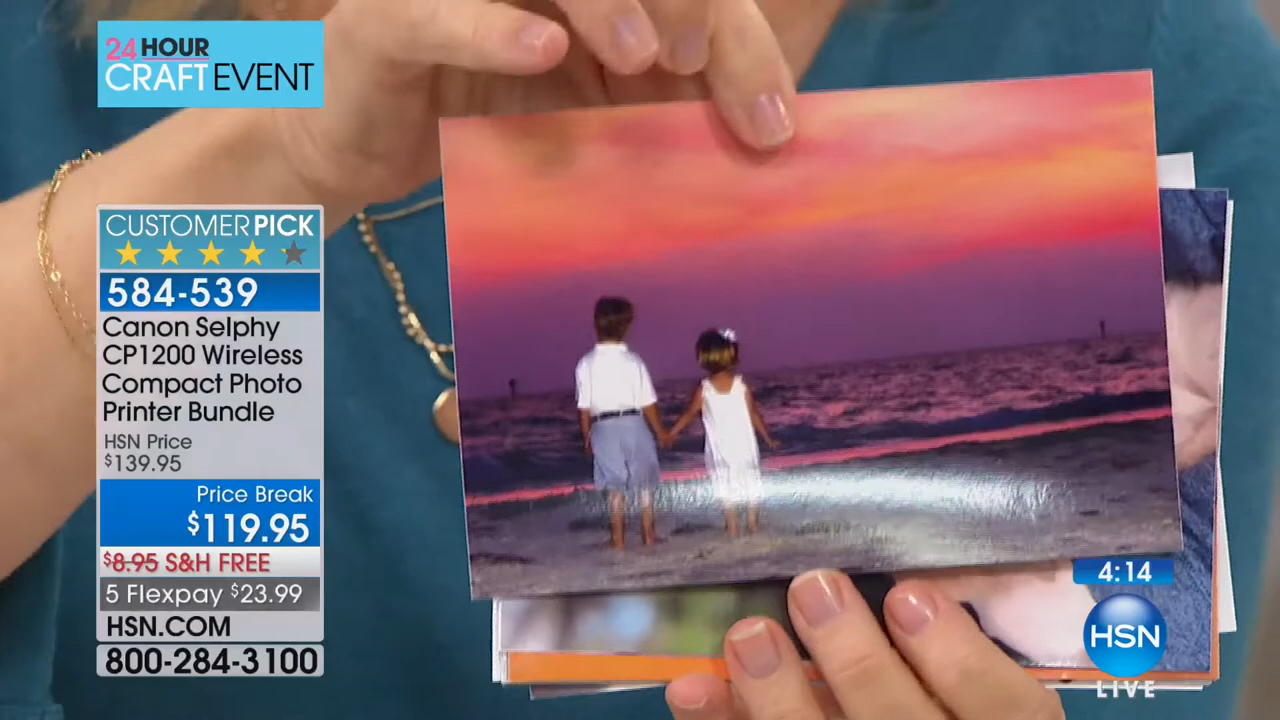 24 HOUR
CRAFT EVENT
CUSTOMER PICK
584-539
Canon Selphy
CP1200 Wireless
Compact Photo
Printer Bundle
HSN Price
$139.95
Price Break
$119.95
$8.95 S&H FREE
5 Flexpay $23.99
HSN.COM
800-284-3100
4:14
HSN
LIVE